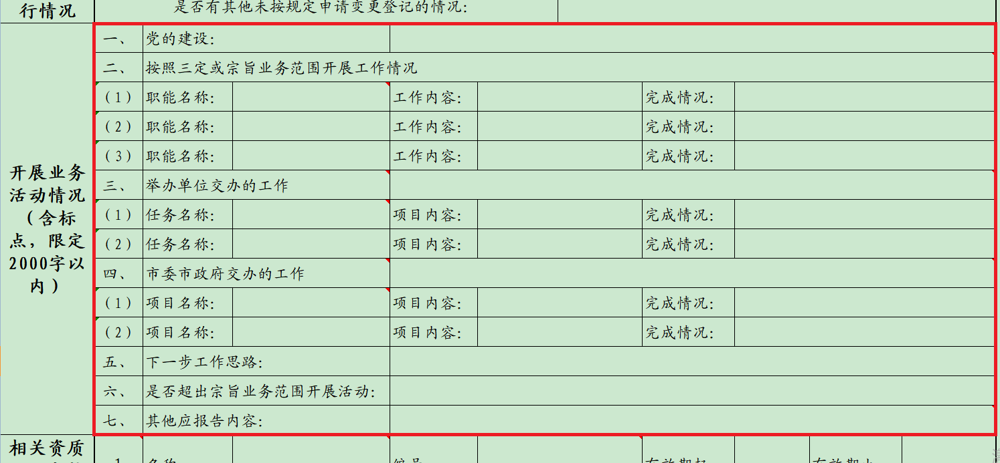 行情况
是否有其他未按规定申请变更登记的情况：
开展业务
活动情况
（含标
点，限定
2000字以
内）
一、 党的建设：
二、 按照三定或宗旨业务范围开展工作情况
（1） 职能名称： 工作内容： 完成情况：
（2） 职能名称： 工作内容： 完成情况：
（3） 职能名称： 工作内容： 完成情况：
三、 举办单位交办的工作
（1） 任务名称： 项目内容： 完成情况：
（2） 任务名称： 项目内容： 完成情况：
四、 市委市政府交办的工作
（1） 项目名称： 项目内容： 完成情况：
（2） 项目名称： 项目内容： 完成情况：
五、 下一步工作思路：
六、 是否超出宗旨业务范围开展活动：
七、 其他应报告内容：
相关资质